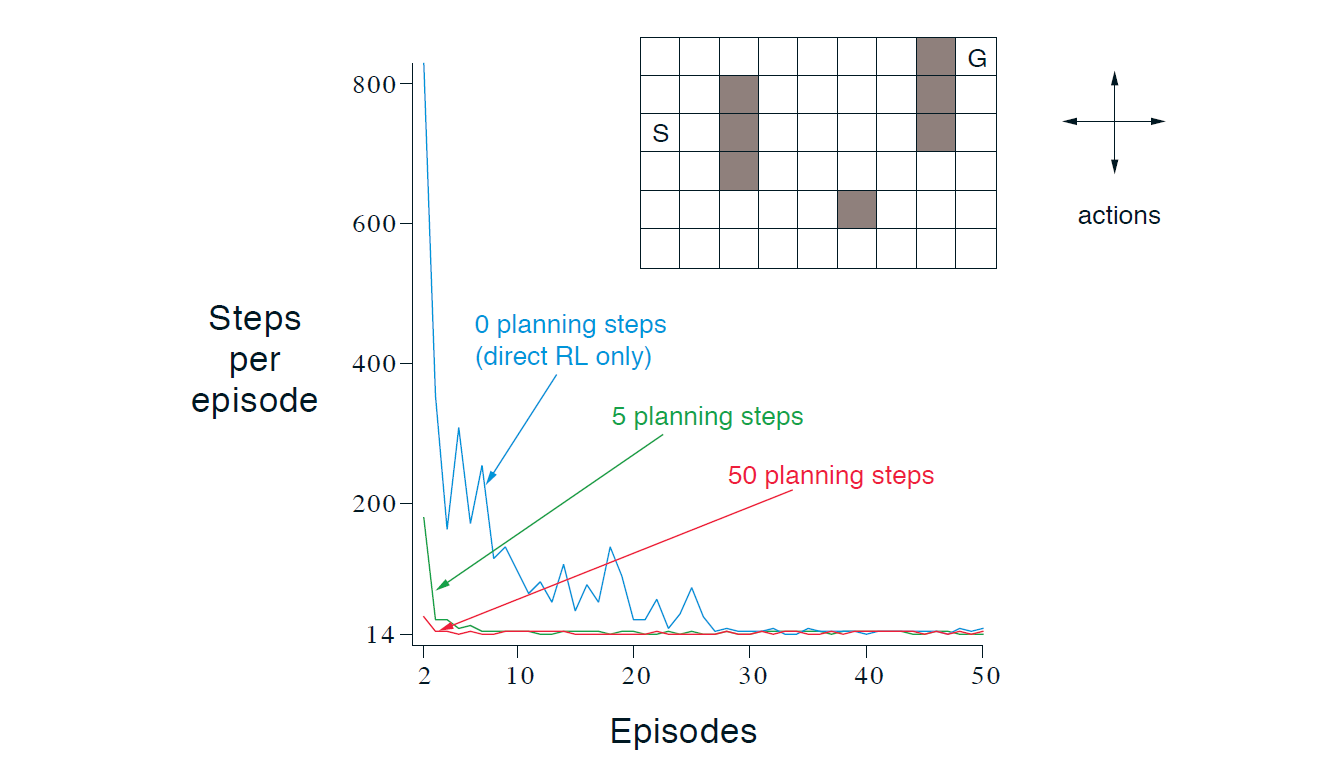 G
S
actions
800
600
400
200
14
Steps
per
episode
0 planning steps
(direct RL only)
5 planning steps
50 planning steps
2 10 20 30 40 50
Episodes